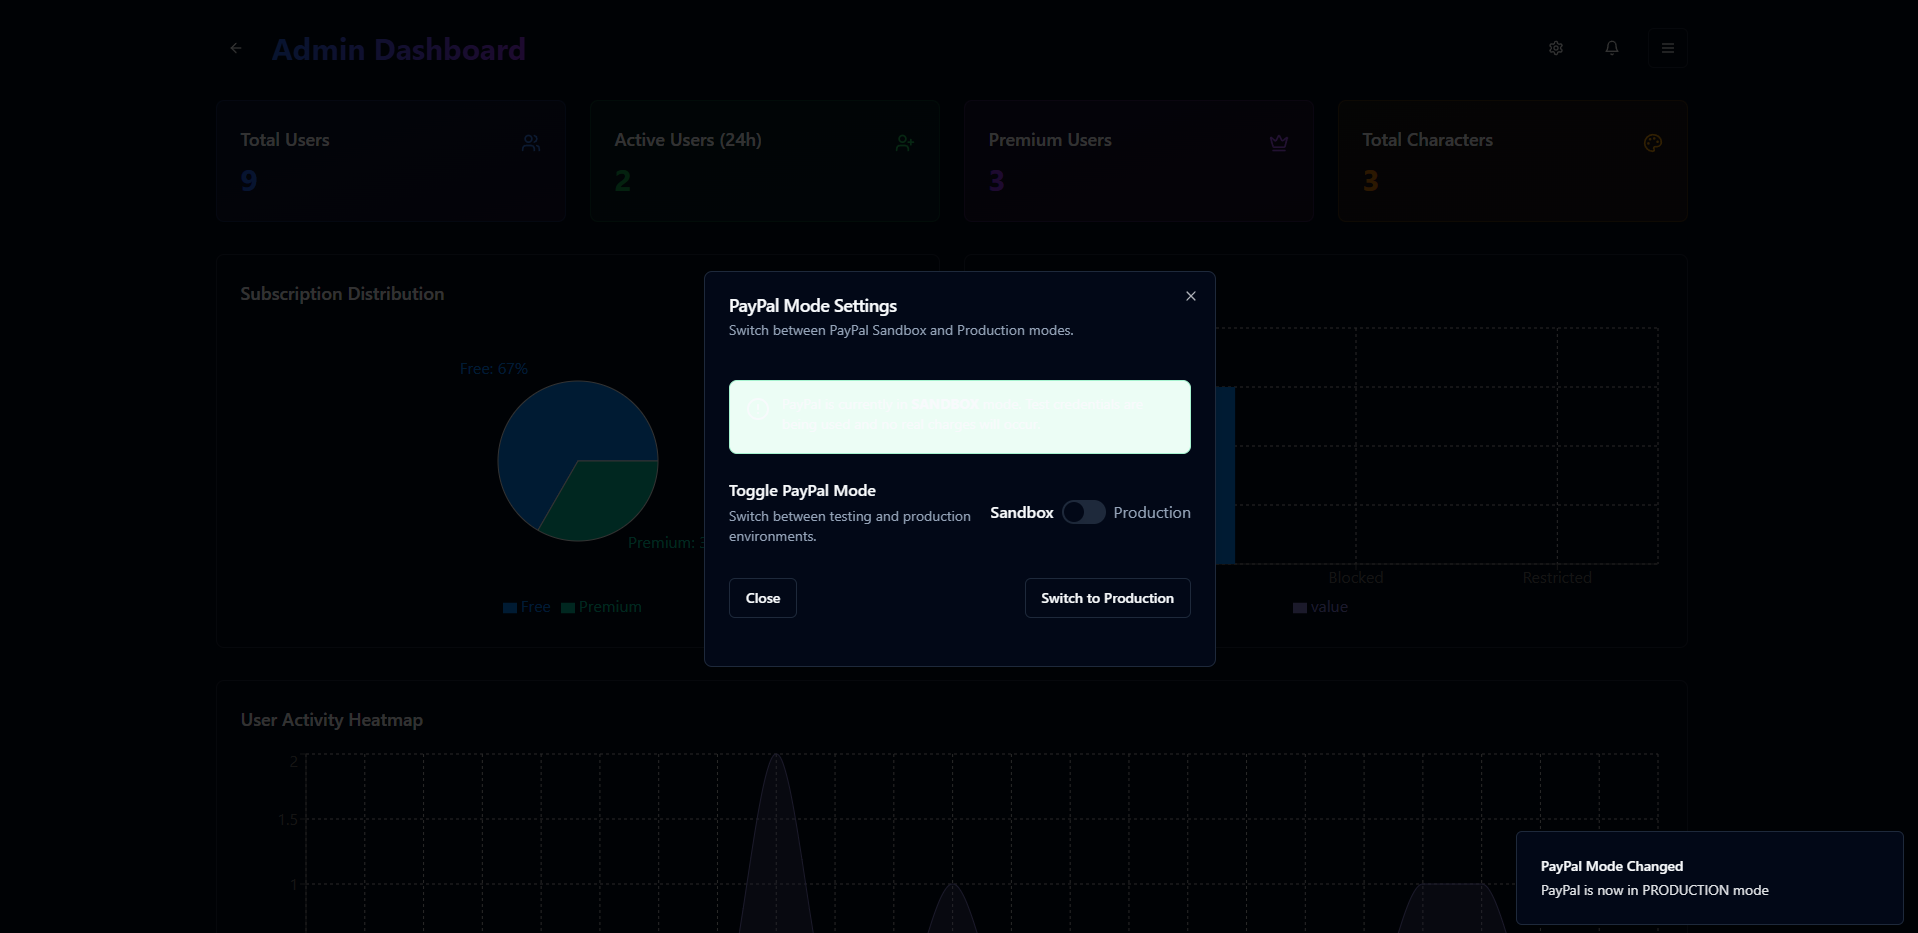 Admin Dashboard
Total Users
9
Active Users (24h)
2
Premium Users
3
Total Characters
3
Subscription Distribution
Free: 67%
Premium: 3
Free
Premium
Blocked
Restricted
value
PayPal Mode Settings
Switch between PayPal Sandbox and Production modes.
SANDBOX
Toggle PayPal Mode
Switch between testing and production
environments.
Sandbox
Production
Close
Switch to Production
User Activity Heatmap
2
1.5
1
PayPal Mode Changed
PayPal is now in PRODUCTION mode